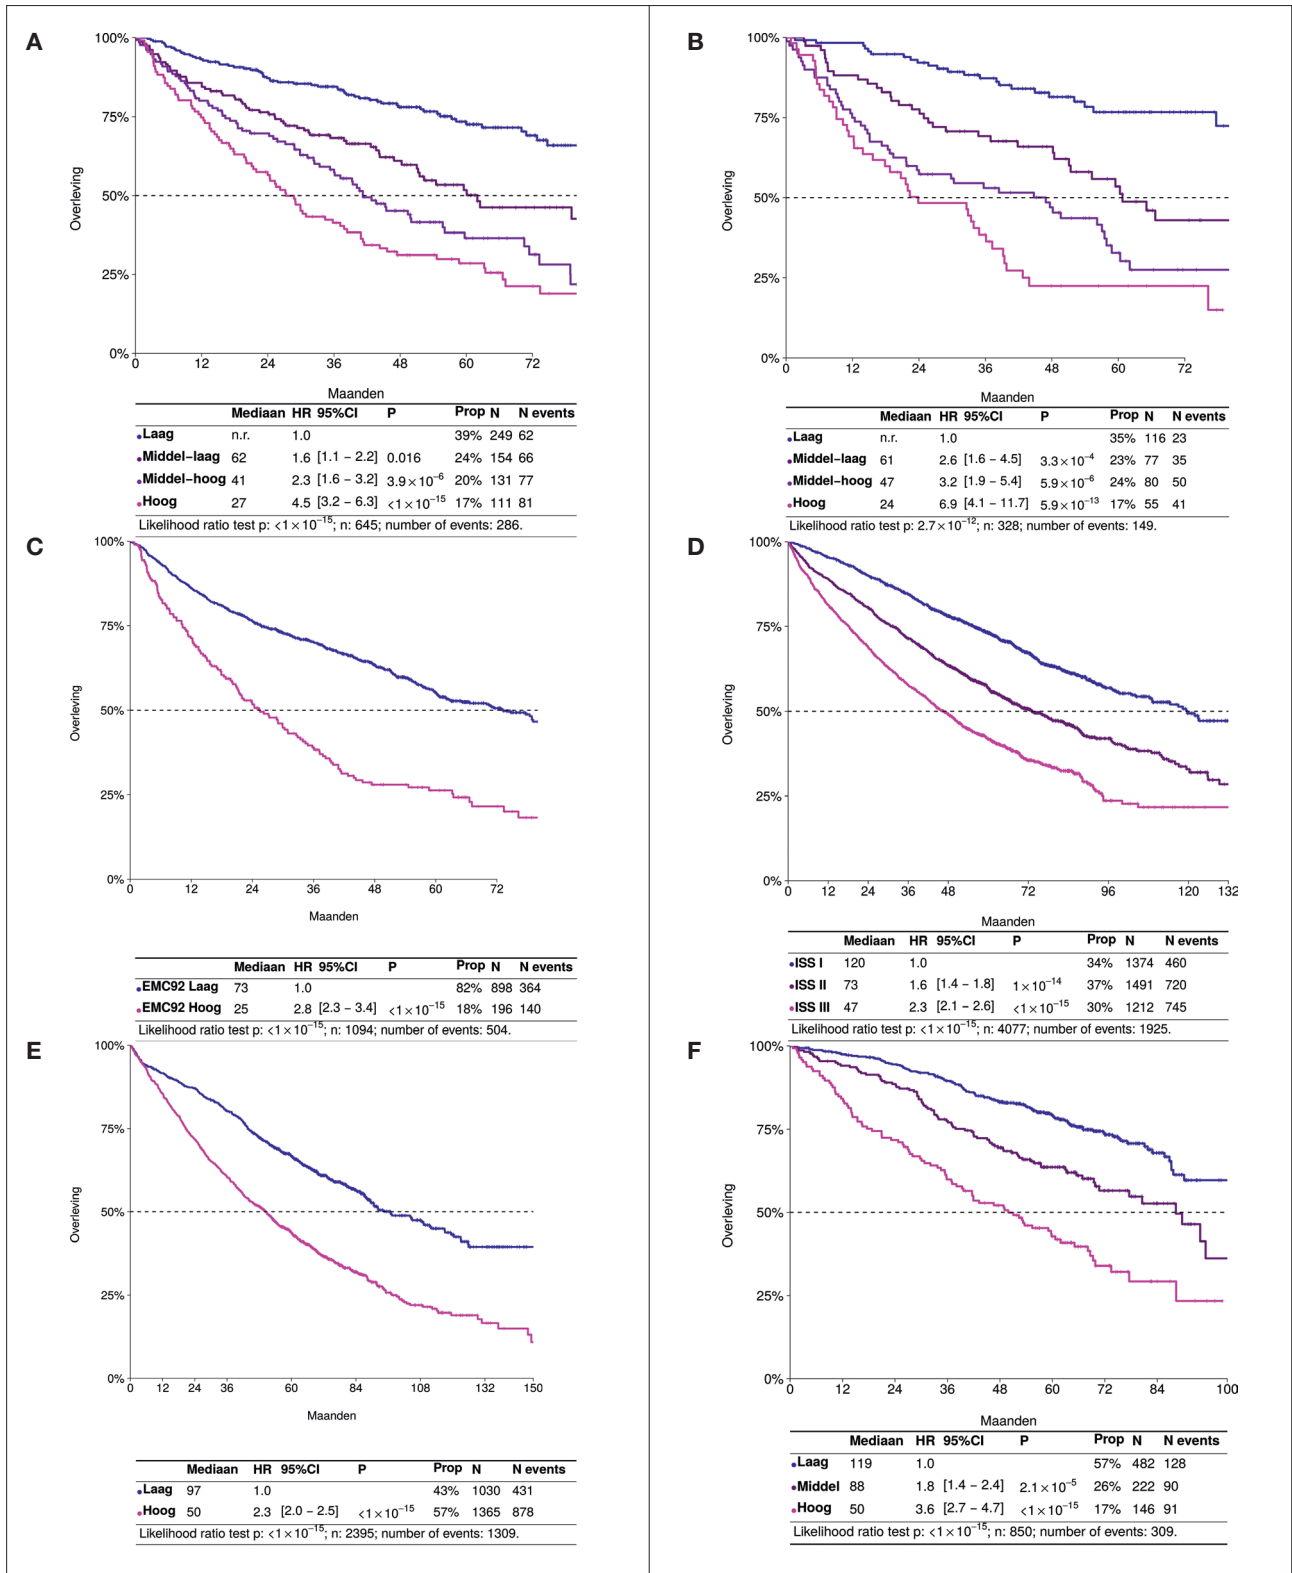 A
100%
75%
50%
25%
0%
Overleving
0 12 24 36 48 60 72
Maanden
Mediaan HR 95%CI P Prop N N events
Laag n.r. 1.0 39% 249 62
Middel–laag 62 1.6 [1.1 – 2.2] 0.016 24% 154 66
Middel–hoog 41 2.3 [1.6 – 3.2] 3.9×10⁻⁶ 20% 131 77
Hoog 27 4.5 [3.2 – 6.3] <1×10⁻¹⁵ 17% 111 81
Likelihood ratio test p: <1×10⁻¹⁵; n: 645; number of events: 286.
B
100%
75%
50%
25%
0%
Overleving
0 12 24 36 48 60 72
Maanden
Mediaan HR 95%CI P Prop N N events
Laag n.r. 1.0 35% 116 23
Middel–laag 61 2.6 [1.6 – 4.5] 3.3×10⁻⁴ 23% 77 35
Middel–hoog 47 3.2 [1.9 – 5.4] 5.9×10⁻⁶ 24% 80 50
Hoog 24 6.9 [4.1 – 11.7] 5.9×10⁻¹³ 17% 55 41
Likelihood ratio test p: 2.7×10⁻¹²; n: 328; number of events: 149.
C
100%
75%
50%
25%
0%
Overleving
0 12 24 36 48 60 72
Maanden
Mediaan HR 95%CI P Prop N N events
EMC92 Laag 73 1.0 82% 898 364
EMC92 Hoog 25 2.8 [2.3 – 3.4] <1×10⁻¹⁵ 18% 196 140
Likelihood ratio test p: <1×10⁻¹⁵; n: 1094; number of events: 504.
D
100%
75%
50%
25%
0%
Overleving
0 12 24 36 48 72 96 120 132
Maanden
Mediaan HR 95%CI P Prop N N events
ISS I 120 1.0 34% 1374 460
ISS II 73 1.6 [1.4 – 1.8] 1×10⁻¹⁴ 37% 1491 720
ISS III 47 2.3 [2.1 – 2.6] <1×10⁻¹⁵ 30% 1212 745
Likelihood ratio test p: <1×10⁻¹⁵; n: 4077; number of events: 1925.
E
100%
75%
50%
25%
0%
Overleving
0 12 24 36 60 84 108 132 150
Maanden
Mediaan HR 95%CI P Prop N N events
Laag 97 1.0 43% 1030 431
Hoog 50 2.3 [2.0 – 2.5] <1×10⁻¹⁵ 57% 1365 878
Likelihood ratio test p: <1×10⁻¹⁵; n: 2395; number of events: 1309.
F
100%
75%
50%
25%
0%
Overleving
0 12 24 36 48 60 72 84 100
Maanden
Mediaan HR 95%CI P Prop N N events
Laag 119 1.0 57% 482 128
Middel 88 1.8 [1.4 – 2.4] 2.1×10⁻⁵ 26% 222 90
Hoog 50 3.6 [2.7 – 4.7] <1×10⁻¹⁵ 17% 146 91
Likelihood ratio test p: <1×10⁻¹⁵; n: 850; number of events: 309.